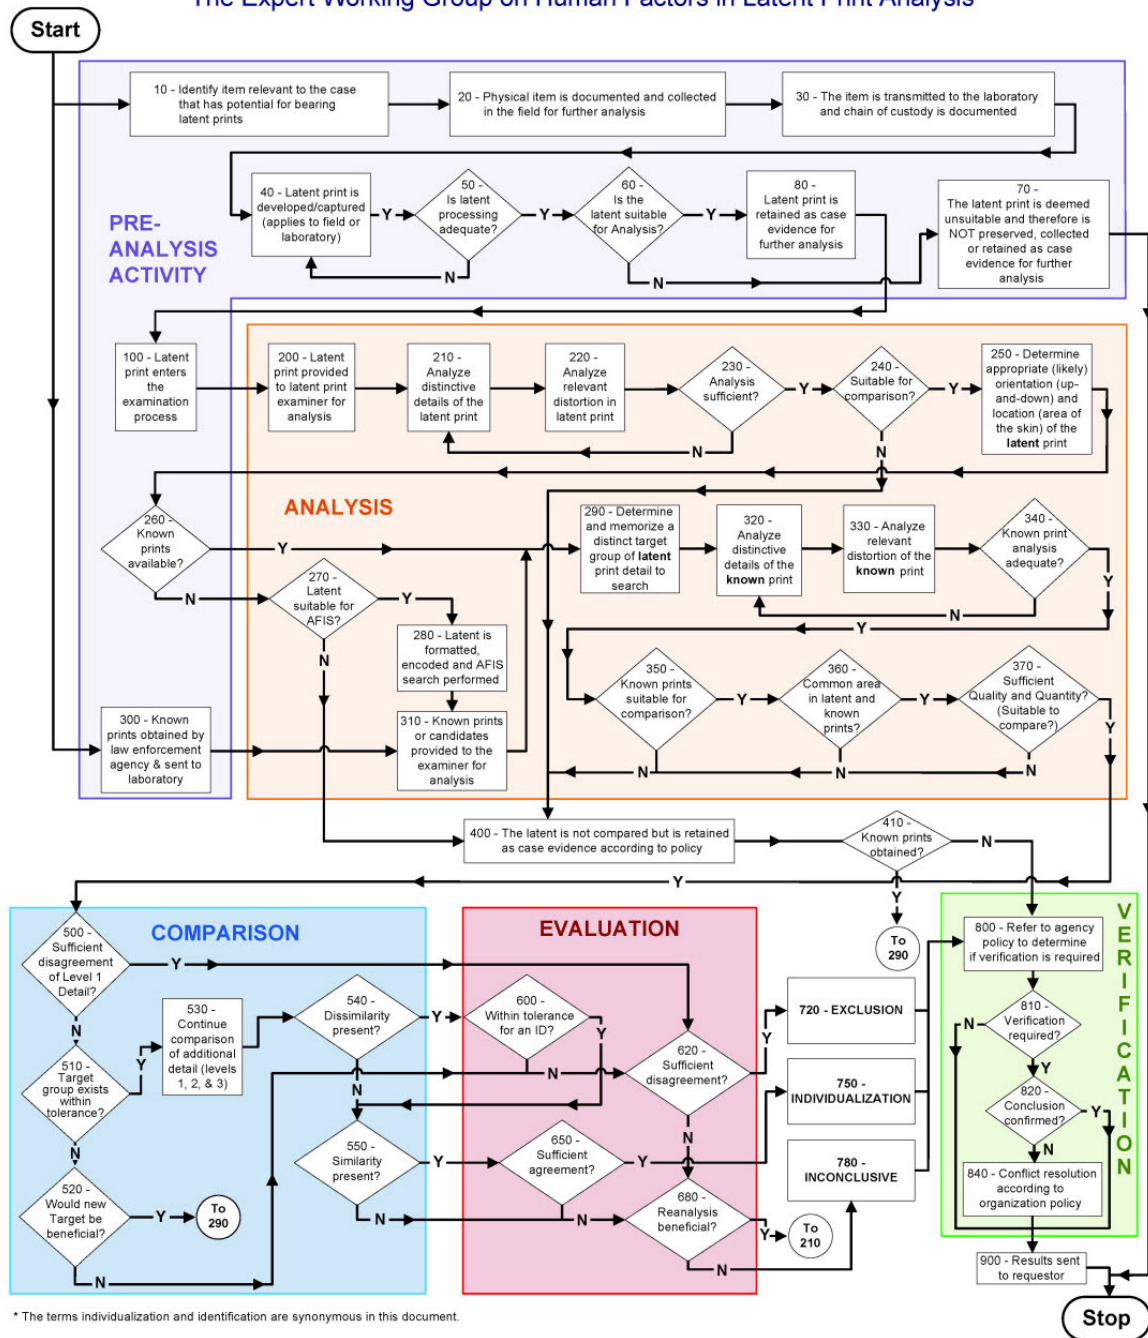 The Expert Working Group on Human Factors in Latent Print Analysis
Start
10 - Identify item relevant to the case
that has potential for bearing
latent prints
20 - Physical item is documented and collected
in the field for further analysis
30 - The item is transmitted to the laboratory
and chain of custody is documented
PRE-
ANALYSIS
ACTIVITY
40 - Latent print is
developed/captured
(applies to field or
laboratory)
Y
50 -
Is latent
processing
adequate?
N
Y
60 -
Is the
latent suitable
for Analysis?
Y
N
80 -
Latent print is
retained as case
evidence for
further analysis
70 -
The latent print is deemed
unsuitable and therefore is
NOT preserved, collected
or retained as case
evidence for further
analysis
100 - Latent
print enters
the
examination
process
200 - Latent
print provided
to latent print
examiner for
analysis
210 -
Analyze
distinctive
details of the
latent print
220 -
Analyze
relevant
distortion in
latent print
230 -
Analysis
sufficient?
Y
N
240 -
Suitable for
comparison?
Y
N
250 - Determine
appropriate (likely)
orientation (up-
and-down) and
location (area of
the skin) of the
latent print
ANALYSIS
260 -
Known
prints
available?
Y
N
270 -
Latent
suitable for
AFIS?
Y
N
280 - Latent is
formatted,
encoded and AFIS
search performed
290 - Determine
and memorize a
distinct target
group of latent
print detail to
search
320 -
Analyze
distinctive
details of the
known print
330 - Analyze
relevant
distortion of the
known print
340 -
Known print
analysis
adequate?
Y
N
Y
300 - Known
prints obtained by
law enforcement
agency & sent to
laboratory
310 - Known prints
or candidates
provided to the
examiner for
analysis
350 -
Known prints
suitable for
comparison?
Y
N
360 -
Common area
in latent and
known
prints?
Y
N
370 -
Sufficient
Quality and Quantity?
(Suitable to
compare?)
Y
N
400 - The latent is not compared but is retained
as case evidence according to policy
410 -
Known prints
obtained?
N
Y
To
290
Y
COMPARISON
500 -
Sufficient
disagreement
of Level 1
Detail?
Y
N
510 -
Target
group exists
within
tolerance?
Y
N
520 -
Would new
Target be
beneficial?
Y
To
290
N
530 -
Continue
comparison
of additional
detail (levels
1, 2, & 3)
540 -
Dissimilarity
present?
Y
N
550 -
Similarity
present?
Y
N
EVALUATION
600 -
Within tolerance
for an ID?
Y
N
620 -
Sufficient
disagreement?
Y
N
650 -
Sufficient
agreement?
Y
N
680 -
Reanalysis
beneficial?
Y
To
210
N
720 - EXCLUSION
750 -
INDIVIDUALIZATION
780 -
INCONCLUSIVE
VERIFICATION
800 - Refer to agency
policy to determine
if verification is required
810 -
Verification
required?
N
Y
820 -
Conclusion
confirmed?
Y
N
840 - Conflict resolution
according to
organization policy
900 - Results sent
to requestor
Stop
* The terms individualization and identification are synonymous in this document.